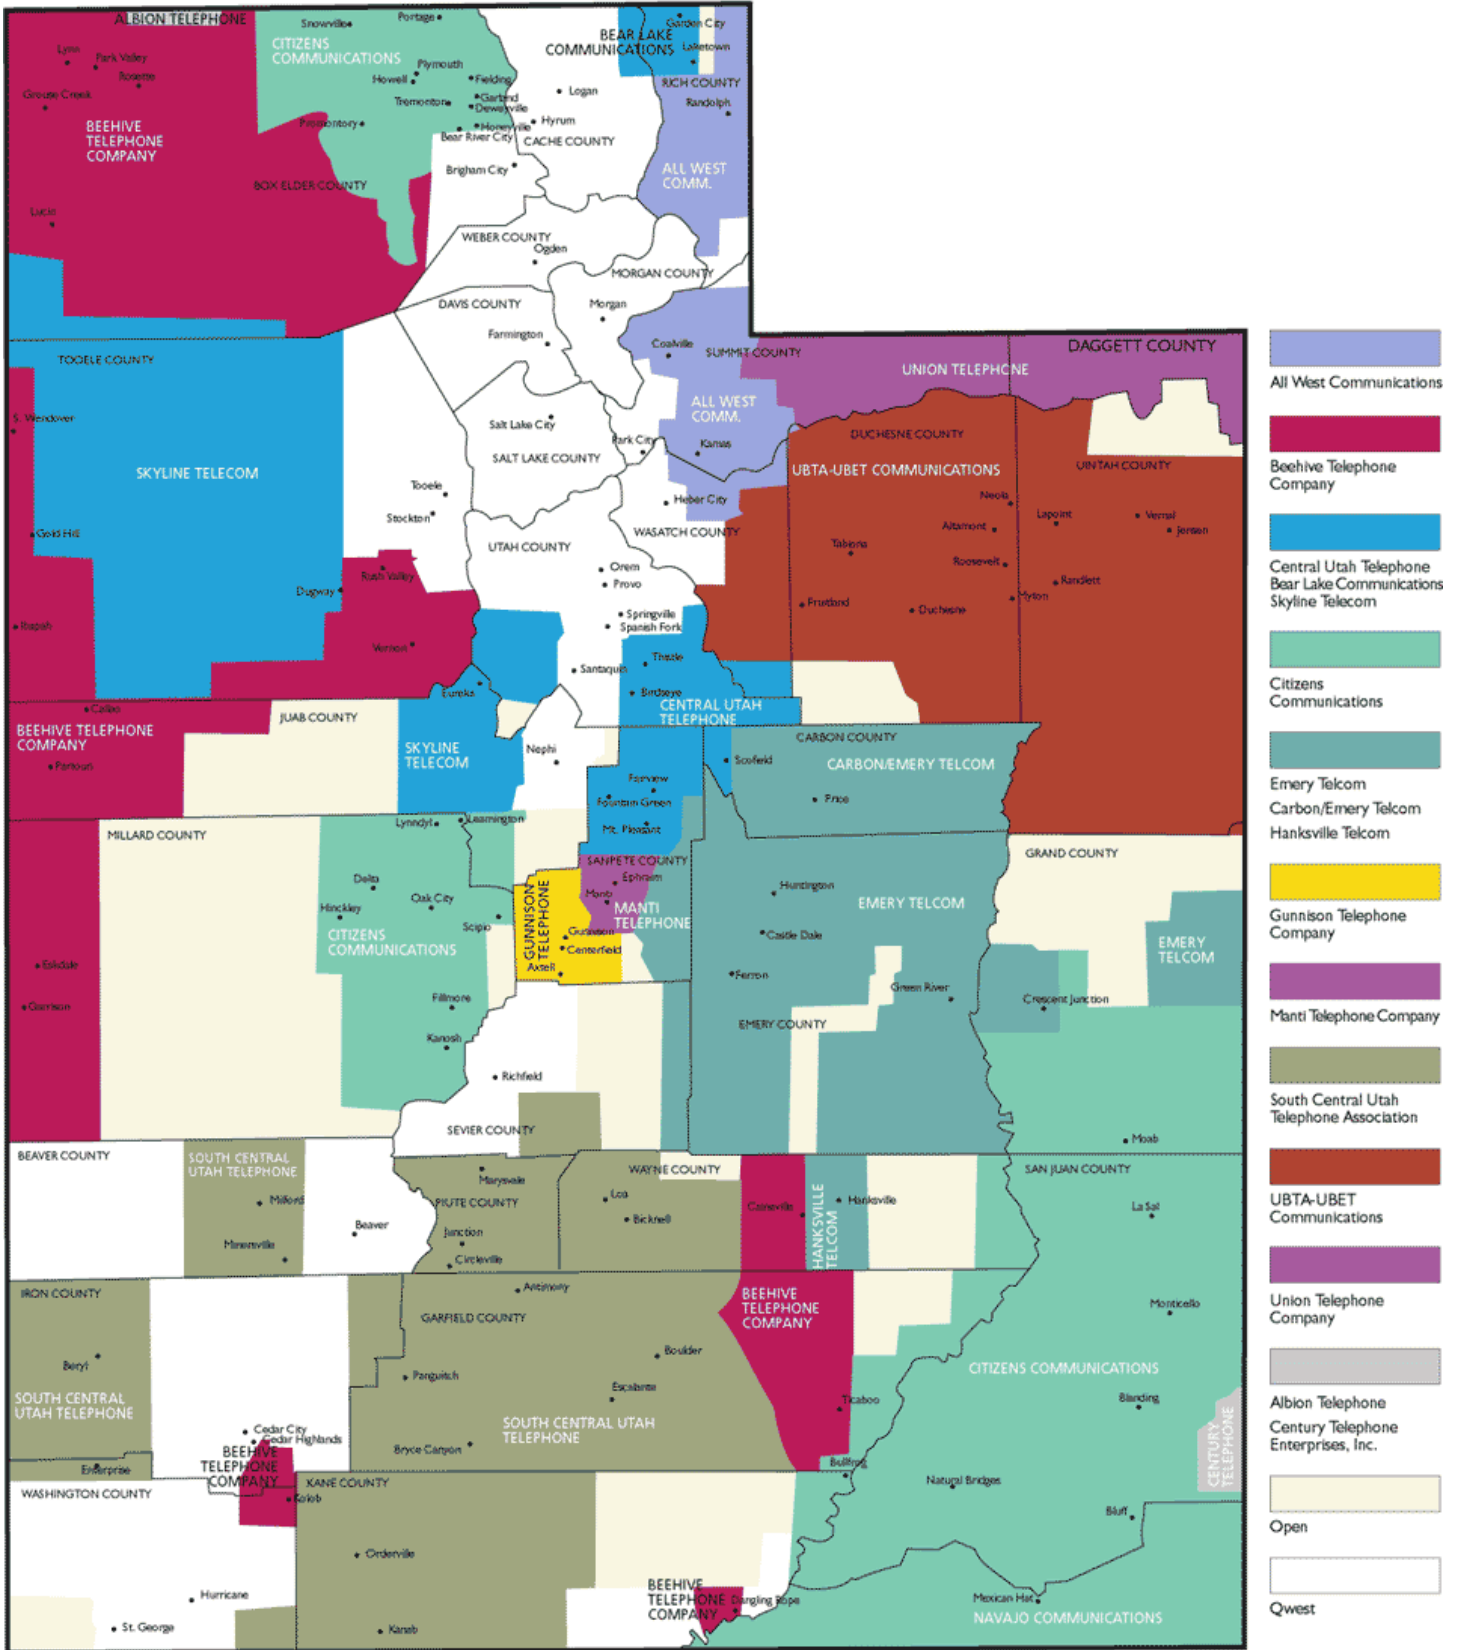 ALBION TELEPHONE
Snowville
Portage
CITIZENS
COMMUNICATIONS
BEAR LAKE
COMMUNICATIONS
Garden City
Laketown
Lynn
Park Valley
Rosette
Grouse Creek
Plymouth
Howell
Fielding
Tremonton
Garland
Deweyville
Promontory
Honeyville
Bear River City
Logan
Hyrum
CACHE COUNTY
RICH COUNTY
Randolph
BEEHIVE
TELEPHONE
COMPANY
Brigham City
ALL WEST
COMM.
BOX ELDER COUNTY
Lucin
WEBER COUNTY
Ogden
MORGAN COUNTY
DAVIS COUNTY
Morgan
Farmington
Coalville
SUMMIT COUNTY
DAGGETT COUNTY
UNION TELEPHONE
TOOELE COUNTY
S. Wendover
SKYLINE TELECOM
Salt Lake City
SALT LAKE COUNTY
Park City
ALL WEST
COMM.
Kamas
DUCHESNE COUNTY
UBTA-UBET COMMUNICATIONS
UINTAH COUNTY
Tooele
Stockton
Heber City
WASATCH COUNTY
Neola
Altamont
Lapoint
Vernal
Jensen
Gold Hill
UTAH COUNTY
Tabiona
Roosevelt
Orem
Provo
Rush Valley
Dugway
Randlett
Myton
Fruitland
Duchesne
Ibapah
Springville
Spanish Fork
Vernon
Thistle
Santaquin
Birdseye
Eureka
CENTRAL UTAH
TELEPHONE
Callao
BEEHIVE TELEPHONE
COMPANY
Partoun
JUAB COUNTY
SKYLINE
TELECOM
Nephi
CARBON COUNTY
Scofield
CARBON/EMERY TELCOM
Price
Fairview
Fountain Green
Mt. Pleasant
MILLARD COUNTY
Lynndyl
Leamington
SANPETE COUNTY
Ephraim
Manti
MANTI
TELEPHONE
GRAND COUNTY
Delta
Hinckley
Oak City
Scipio
CITIZENS
COMMUNICATIONS
GUNNISON
TELEPHONE
Gunnison
Centerfield
Axtell
Huntington
EMERY TELCOM
Castle Dale
Ferron
Green River
EMERY
TELCOM
Crescent Junction
Eskdale
Garrison
Fillmore
Kanosh
EMERY COUNTY
Richfield
SEVIER COUNTY
Moab
BEAVER COUNTY
SOUTH CENTRAL
UTAH TELEPHONE
Milford
Minersville
Beaver
Marysvale
PIUTE COUNTY
Junction
Circleville
WAYNE COUNTY
Loa
Bicknell
Caineville
HANKSVILLE
TELCOM
Hanksville
SAN JUAN COUNTY
La Sal
IRON COUNTY
Beryl
SOUTH CENTRAL
UTAH TELEPHONE
Antimony
GARFIELD COUNTY
Panguitch
Boulder
Escalante
SOUTH CENTRAL UTAH
TELEPHONE
Bryce Canyon
BEEHIVE
TELEPHONE
COMPANY
Ticaboo
Bullfrog
Monticello
CITIZENS COMMUNICATIONS
Blanding
CENTURY
TELEPHONE
Natural Bridges
Bluff
Cedar City
Cedar Highlands
BEEHIVE
TELEPHONE
COMPANY
Kolob
Enterprise
WASHINGTON COUNTY
KANE COUNTY
Orderville
Hurricane
St. George
Kanab
BEEHIVE
TELEPHONE
COMPANY
Dangling Rope
Mexican Hat
NAVAJO COMMUNICATIONS
All West Communications
Beehive Telephone
Company
Central Utah Telephone
Bear Lake Communications
Skyline Telecom
Citizens
Communications
Emery Telcom
Carbon/Emery Telcom
Hanksville Telcom
Gunnison Telephone
Company
Manti Telephone Company
South Central Utah
Telephone Association
UBTA-UBET
Communications
Union Telephone
Company
Albion Telephone
Century Telephone
Enterprises, Inc.
Open
Qwest